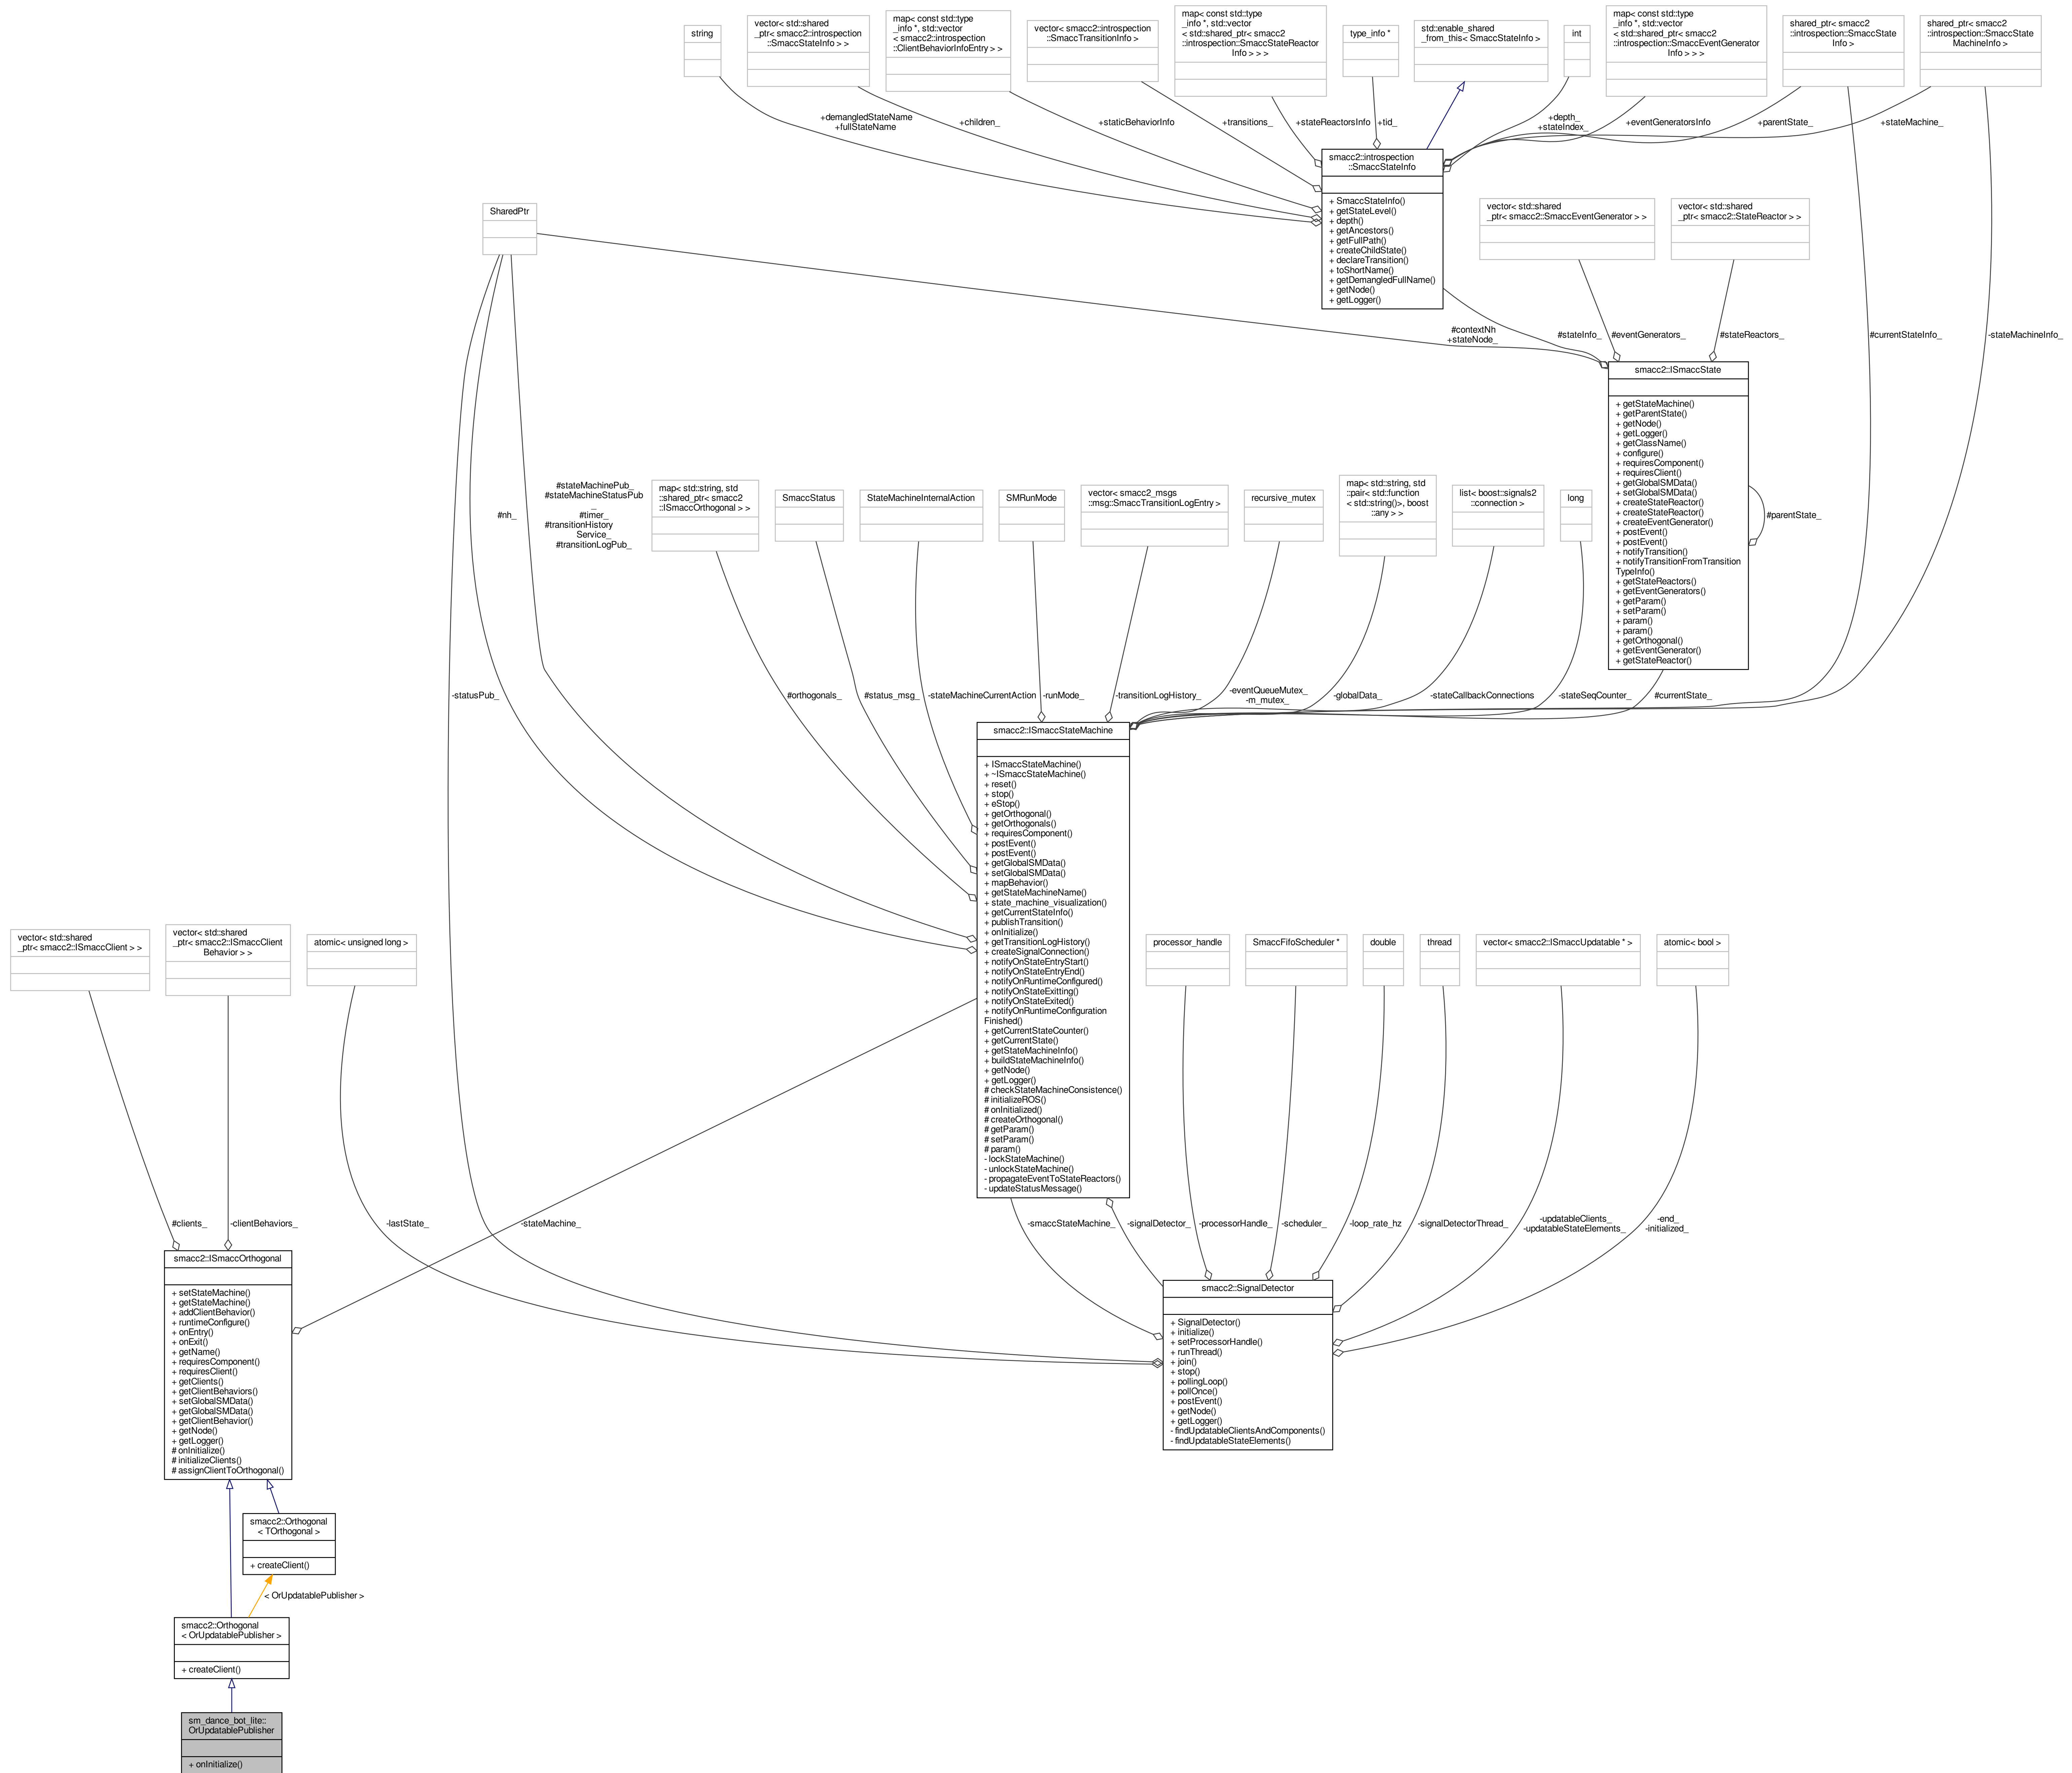 string
vector< std::shared
_ptr< smacc2::introspection
::SmaccStateInfo > >
map< const std::type
_info *, std::vector
< smacc2::introspection
::ClientBehaviorInfoEntry > >
vector< smacc2::introspection
::SmaccTransitionInfo >
map< const std::type
_info *, std::vector
< std::shared_ptr< smacc2
::introspection::SmaccStateReactor
Info > > >
type_info *
std::enable_shared
_from_this< SmaccStateInfo >
int
map< const std::type
_info *, std::vector
< std::shared_ptr< smacc2
::introspection::SmaccEventGenerator
Info > > >
shared_ptr< smacc2
::introspection::SmaccState
Info >
shared_ptr< smacc2
::introspection::SmaccState
MachineInfo >
+demangledStateName
+fullStateName
+children_
+staticBehaviorInfo
+transitions_
+stateReactorsInfo
+tid_
+depth_
+stateIndex_
+eventGeneratorsInfo
+parentState_
+stateMachine_
smacc2::introspection
::SmaccStateInfo
+ SmaccStateInfo()
+ getStateLevel()
+ depth()
+ getAncestors()
+ getFullPath()
+ createChildState()
+ declareTransition()
+ toShortName()
+ getDemangledFullName()
+ getNode()
+ getLogger()
SharedPtr
vector< std::shared
_ptr< smacc2::SmaccEventGenerator > >
vector< std::shared
_ptr< smacc2::StateReactor > >
#contextNh
+stateNode_
#stateInfo_
#eventGenerators_
#stateReactors_
#currentStateInfo_
-stateMachineInfo_
smacc2::ISmaccState
+ getStateMachine()
+ getParentState()
+ getNode()
+ getLogger()
+ getClassName()
+ configure()
+ requiresComponent()
+ requiresClient()
+ getGlobalSMData()
+ setGlobalSMData()
+ createStateReactor()
+ createStateReactor()
+ createEventGenerator()
+ postEvent()
+ postEvent()
+ notifyTransition()
+ notifyTransitionFromTransition
TypeInfo()
+ getStateReactors()
+ getEventGenerators()
+ getParam()
+ setParam()
+ param()
+ param()
+ getOrthogonal()
+ getEventGenerator()
+ getStateReactor()
#parentState_
#nh_
#stateMachinePub_
#stateMachineStatusPub
_
#timer_
#transitionHistory
Service_
#transitionLogPub_
map< std::string, std
::shared_ptr< smacc2
::ISmaccOrthogonal > >
SmaccStatus
StateMachineInternalAction
SMRunMode
vector< smacc2_msgs
::msg::SmaccTransitionLogEntry >
recursive_mutex
map< std::string, std
::pair< std::function
< std::string()>, boost
::any > >
list< boost::signals2
::connection >
long
-statusPub_
#orthogonals_
#status_msg_
-stateMachineCurrentAction
-runMode_
-transitionLogHistory_
-eventQueueMutex_
-m_mutex_
-globalData_
-stateCallbackConnections
-stateSeqCounter_
#currentState_
smacc2::ISmaccStateMachine
+ ISmaccStateMachine()
+ ~ISmaccStateMachine()
+ reset()
+ stop()
+ eStop()
+ getOrthogonal()
+ getOrthogonals()
+ requiresComponent()
+ postEvent()
+ postEvent()
+ getGlobalSMData()
+ setGlobalSMData()
+ mapBehavior()
+ getStateMachineName()
+ state_machine_visualization()
+ getCurrentStateInfo()
+ publishTransition()
+ onInitialize()
+ getTransitionLogHistory()
+ createSignalConnection()
+ notifyOnStateEntryStart()
+ notifyOnStateEntryEnd()
+ notifyOnRuntimeConfigured()
+ notifyOnStateExitting()
+ notifyOnStateExited()
+ notifyOnRuntimeConfiguration
Finished()
+ getCurrentStateCounter()
+ getCurrentState()
+ getStateMachineInfo()
+ buildStateMachineInfo()
+ getNode()
+ getLogger()
# checkStateMachineConsistence()
# initializeROS()
# onInitialized()
# createOrthogonal()
# getParam()
# setParam()
# param()
- lockStateMachine()
- unlockStateMachine()
- propagateEventToStateReactors()
- updateStatusMessage()
vector< std::shared
_ptr< smacc2::ISmaccClient > >
vector< std::shared
_ptr< smacc2::ISmaccClient
Behavior > >
atomic< unsigned long >
processor_handle
SmaccFifoScheduler *
double
thread
vector< smacc2::ISmaccUpdatable * >
atomic< bool >
#clients_
-clientBehaviors_
-lastState_
-stateMachine_
-smaccStateMachine_
-signalDetector_
-processorHandle_
-scheduler_
-loop_rate_hz
-signalDetectorThread_
-updatableClients_
-updatableStateElements_
-end_
-initialized_
smacc2::ISmaccOrthogonal
+ setStateMachine()
+ getStateMachine()
+ addClientBehavior()
+ runtimeConfigure()
+ onEntry()
+ onExit()
+ getName()
+ requiresComponent()
+ requiresClient()
+ getClients()
+ getClientBehaviors()
+ setGlobalSMData()
+ getGlobalSMData()
+ getClientBehavior()
+ getNode()
+ getLogger()
# onInitialize()
# initializeClients()
# assignClientToOrthogonal()
smacc2::SignalDetector
+ SignalDetector()
+ initialize()
+ setProcessorHandle()
+ runThread()
+ join()
+ stop()
+ pollingLoop()
+ pollOnce()
+ postEvent()
+ getNode()
+ getLogger()
- findUpdatableClientsAndComponents()
- findUpdatableStateElements()
smacc2::Orthogonal
< TOrthogonal >
+ createClient()
< OrUpdatablePublisher >
smacc2::Orthogonal
< OrUpdatablePublisher >
+ createClient()
sm_dance_bot_lite::
OrUpdatablePublisher
+ onInitialize()